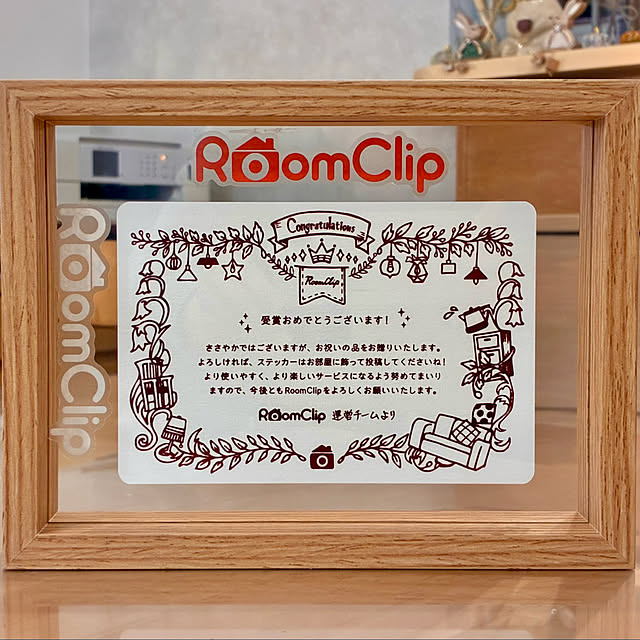 RoomClip
RoomClip
Congratulations
RoomClip
受賞おめでとうございます!
ささやかではございますが、お祝いの品をお贈りいたします。
よろしければ、ステッカーはお部屋に飾って投稿してくださいね!
より使いやすく、より楽しいサービスになるよう努めてまいり
ますので、今後ともRoomClipをよろしくお願いいたします。
RoomClip 運営チームより